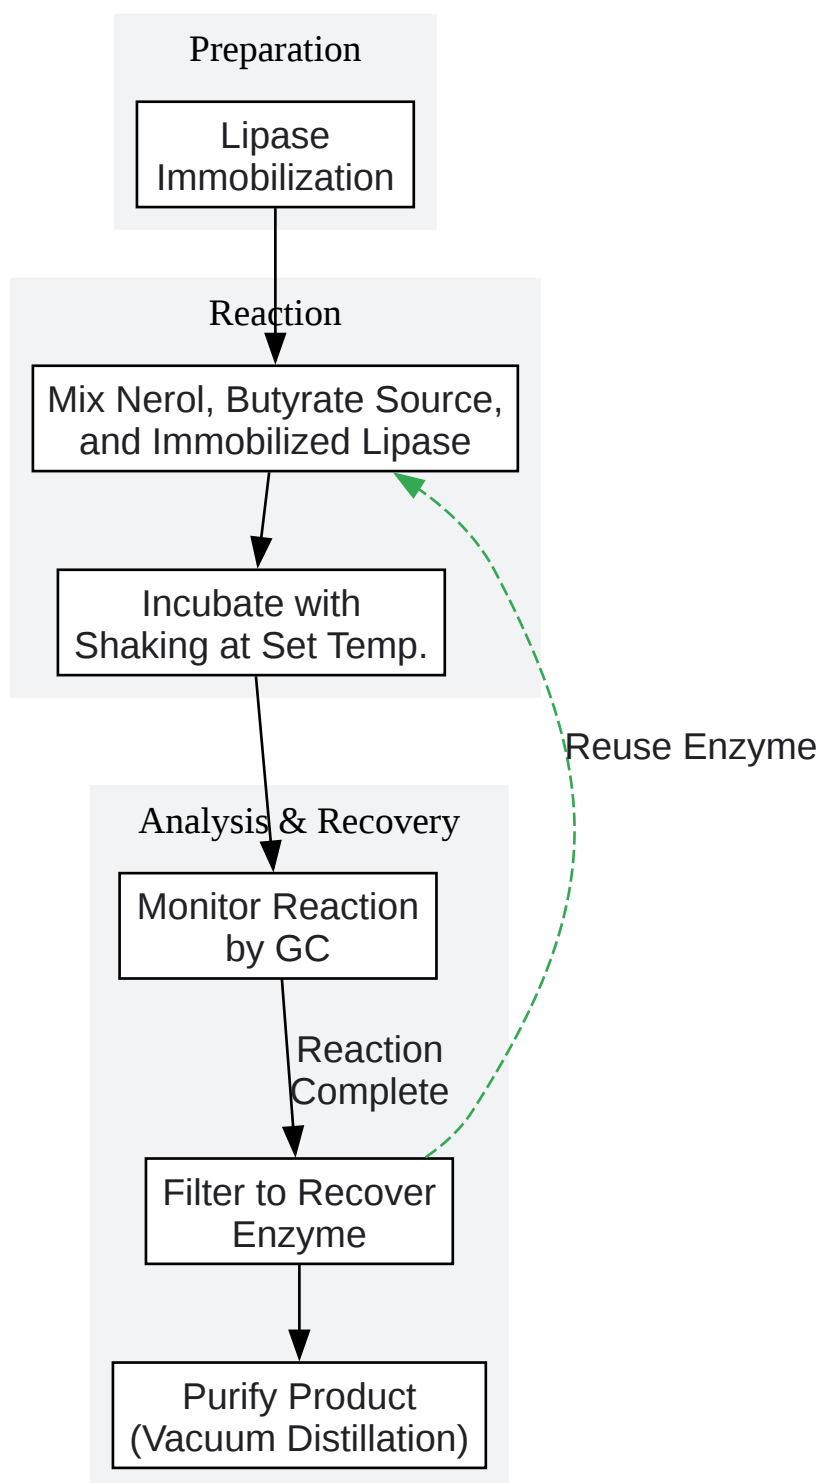 Preparation
Lipase
Immobilization
Reaction
Mix Nerol, Butyrate Source,
and Immobilized Lipase
Incubate with
Shaking at Set Temp.
Reuse Enzyme
Analysis & Recovery
Monitor Reaction
by GC
Reaction
Complete
Filter to Recover
Enzyme
Purify Product
(Vacuum Distillation)